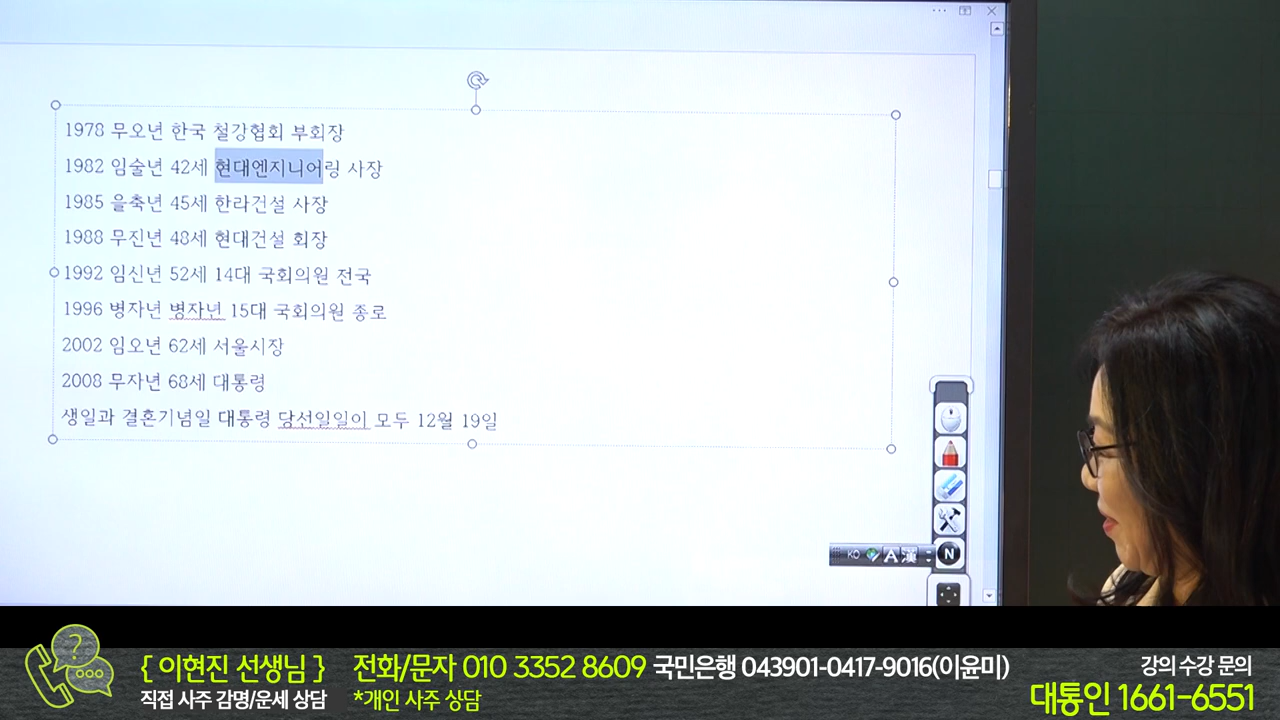 1978 무오년 한국 철강협회 부회장
1982 임술년 42세 현대엔지니어링 사장
1985 을축년 45세 한라건설 사장
1988 무진년 48세 현대건설 회장
1992 임신년 52세 14대 국회의원 전국
1996 병자년 병자년 15대 국회의원 종로
2002 임오년 62세 서울시장
2008 무자년 68세 대통령
생일과 결혼기념일 대통령 당선일일이 모두 12월 19일
KO A 漢
N
?
{ 이현진 선생님 } 전화/문자 010 3352 8609 국민은행 043901-0417-9016(이윤미) 강의 수강 문의
직접 사주 감명/운세 상담 *개인 사주 상담 대통인 1661-6551